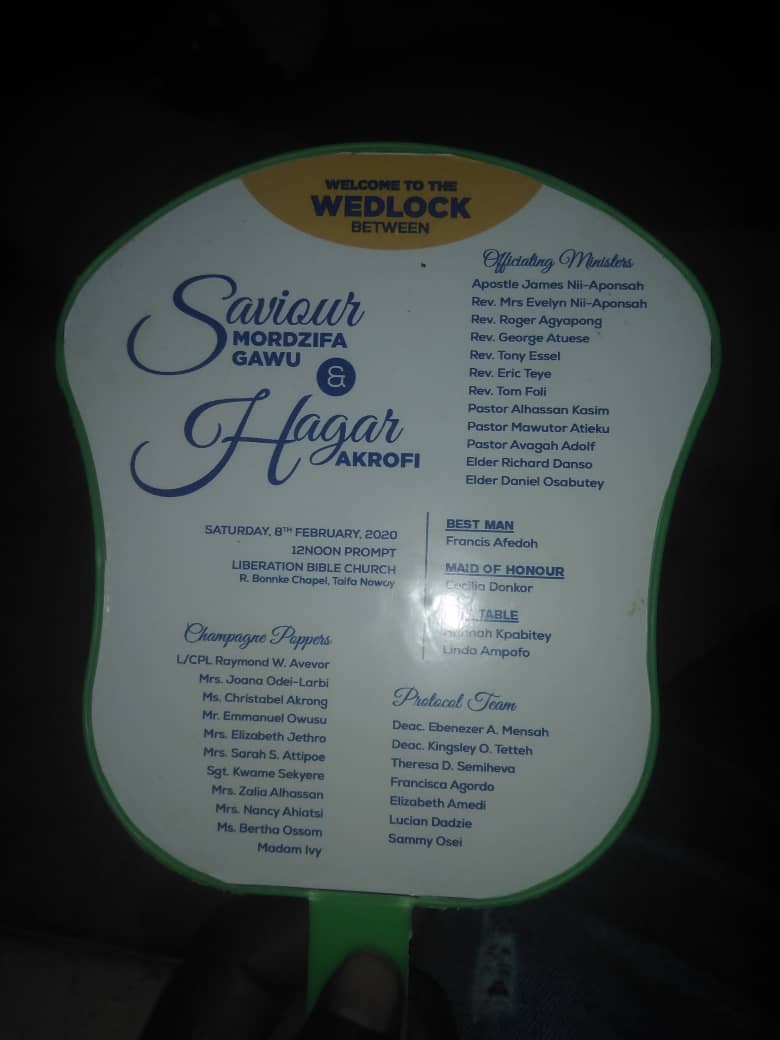 WELCOME TO THE
WEDLOCK
BETWEEN
Saviour
MORDZIFA
GAWU
&
Hagar
AKROFI
SATURDAY, 8TH FEBRUARY, 2020
12NOON PROMPT
LIBERATION BIBLE CHURCH
R. Bonnke Chapel, Taifa Noway
Officiating Ministers
Apostle James Nii-Aponsah
Rev. Mrs Evelyn Nii-Aponsah
Rev. Roger Agyapong
Rev. George Atuese
Rev. Tony Essel
Rev. Eric Teye
Rev. Tom Foli
Pastor Alhassan Kasim
Pastor Mawutor Atieku
Pastor Avagah Adolf
Elder Richard Danso
Elder Daniel Osabutey
BEST MAN
Francis Afedoh
MAID OF HONOUR
Cecilia Donkor
TABLE
Kpabitey
Linda Ampofo
Champagne Poppers
L/CPL Raymond W. Avevor
Mrs. Joana Odei-Larbi
Ms. Christabel Akrong
Mr. Emmanuel Owusu
Mrs. Elizabeth Jethro
Mrs. Sarah S. Attipoe
Sgt. Kwame Sekyere
Mrs. Zalia Alhassan
Mrs. Nancy Ahiatsi
Ms. Bertha Ossom
Madam Ivy
Protocol Team
Deac. Ebenezer A. Mensah
Deac. Kingsley O. Tetteh
Theresa D. Semiheva
Francisca Agordo
Elizabeth Amedi
Lucian Dadzie
Sammy Osei